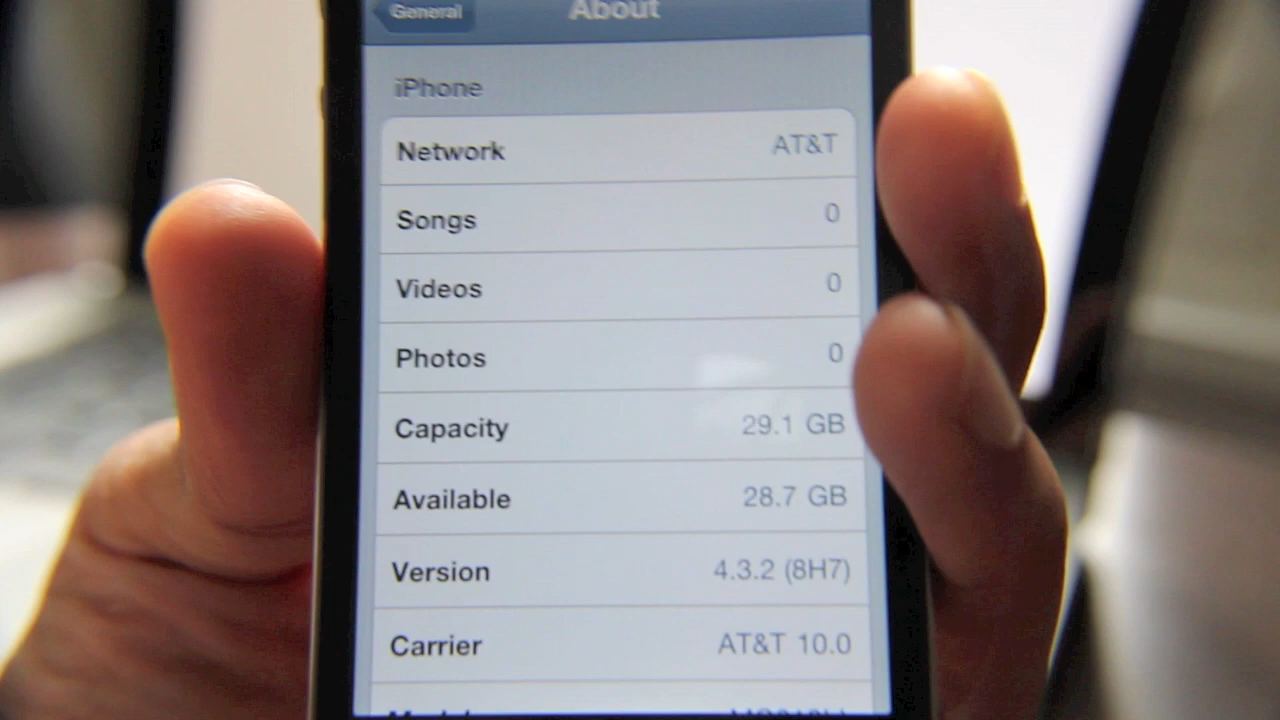 General
About
iPhone
Network AT&T
Songs 0
Videos 0
Photos 0
Capacity 29.1 GB
Available 28.7 GB
Version 4.3.2 (8H7)
Carrier AT&T 10.0